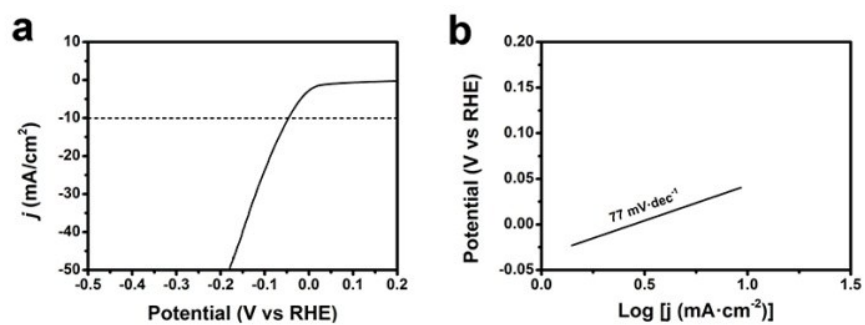 a
10
0
-10
-20
-30
-40
-50
j (mA/cm²)
-0.5 -0.4 -0.3 -0.2 -0.1 0.0 0.1 0.2
Potential (V vs RHE)
b
0.20
0.15
0.10
0.05
0.00
-0.05
Potential (V vs RHE)
77 mV·dec⁻¹
0.0 0.5 1.0 1.5
Log [j (mA·cm⁻²)]